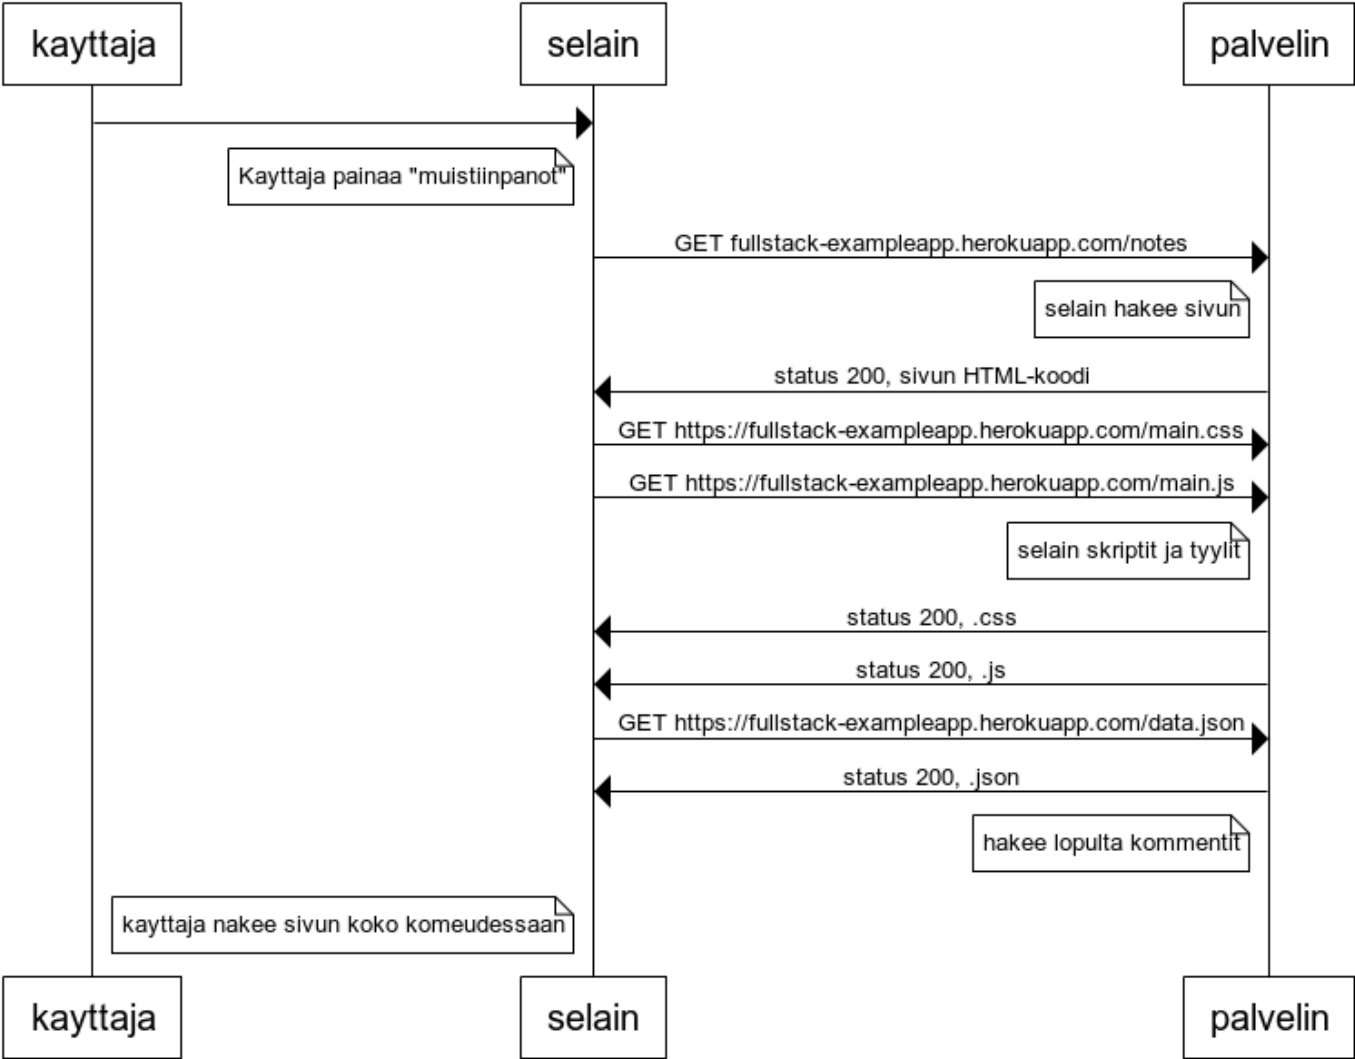 kayttaja
selain
palvelin
Kayttaja painaa "muistiinpanot"
GET fullstack-exampleapp.herokuapp.com/notes
selain hakee sivun
status 200, sivun HTML-koodi
GET https://fullstack-exampleapp.herokuapp.com/main.css
GET https://fullstack-exampleapp.herokuapp.com/main.js
selain skriptit ja tyylit
status 200, .css
status 200, .js
GET https://fullstack-exampleapp.herokuapp.com/data.json
status 200, .json
hakee lopulta kommentit
kayttaja nakee sivun koko komeudessaan
kayttaja
selain
palvelin